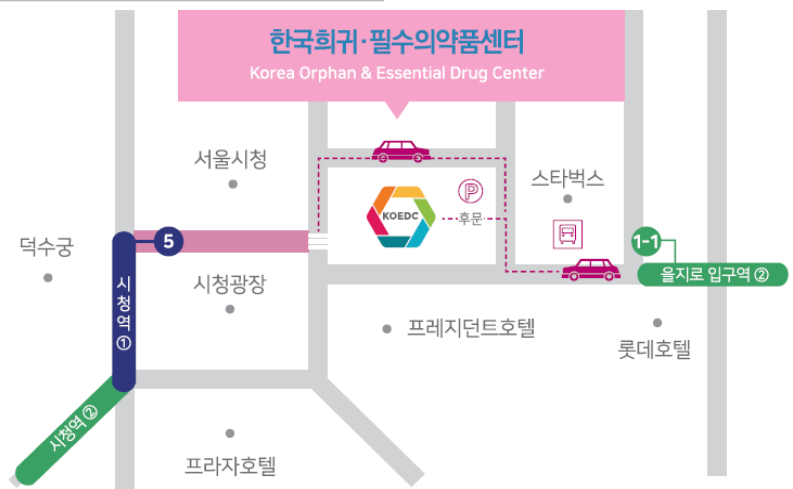 한국희귀·필수의약품센터
Korea Orphan & Essential Drug Center
서울시청
스타벅스
KOEDC
P
후문
덕수궁
5
1-1
시청역 ①
시청광장
을지로 입구역 ②
프레지던트호텔
롯데호텔
시청역 ②
프라자호텔